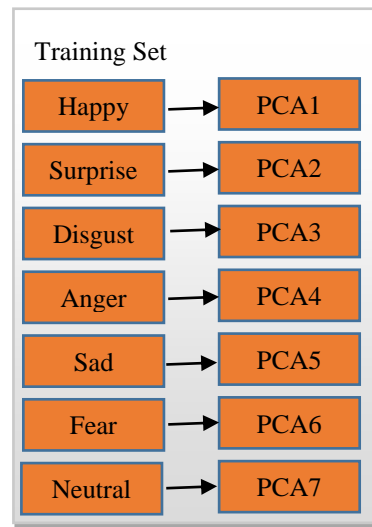 Training Set
Happy PCA1
Surprise PCA2
Disgust PCA3
Anger PCA4
Sad PCA5
Fear PCA6
Neutral PCA7